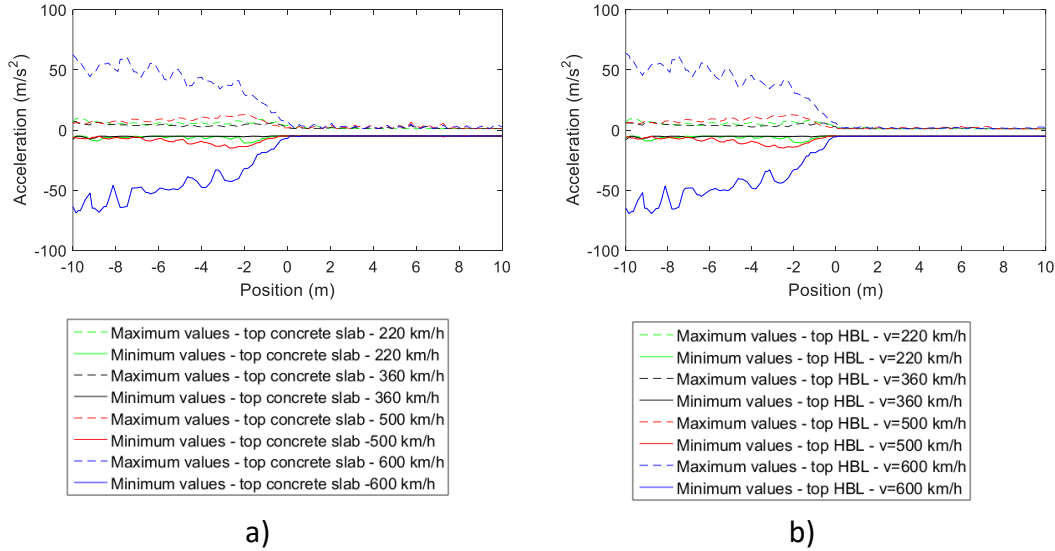 100
50
0
-50
-100
Acceleration (m/s²)
-10 -8 -6 -4 -2 0 2 4 6 8 10
Position (m)
Maximum values - top concrete slab - 220 km/h
Minimum values - top concrete slab - 220 km/h
Maximum values - top concrete slab - 360 km/h
Minimum values - top concrete slab - 360 km/h
Maximum values - top concrete slab - 500 km/h
Minimum values - top concrete slab -500 km/h
Maximum values - top concrete slab - 600 km/h
Minimum values - top concrete slab -600 km/h
a)
100
50
0
-50
-100
Acceleration (m/s²)
-10 -8 -6 -4 -2 0 2 4 6 8 10
Position (m)
Maximum values - top HBL - v=220 km/h
Minimum values - top HBL - v=220 km/h
Maximum values - top HBL - v=360 km/h
Minimum values - top HBL - v=360 km/h
Maximum values - top HBL - v=500 km/h
Minimum values - top HBL - v=500 km/h
Maximum values - top HBL - v=600 km/h
Minimum values - top HBL - v=600 km/h
b)